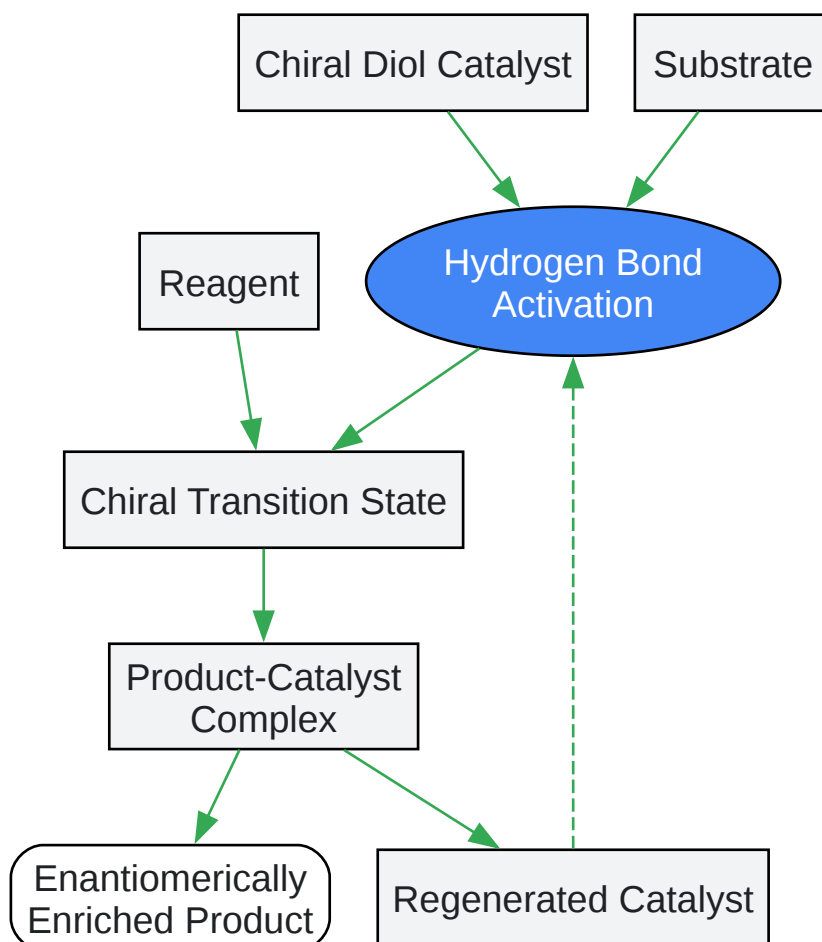 Chiral Diol Catalyst
Substrate
Hydrogen Bond
Activation
Reagent
Chiral Transition State
Product-Catalyst
Complex
Enantiomerically
Enriched Product
Regenerated Catalyst